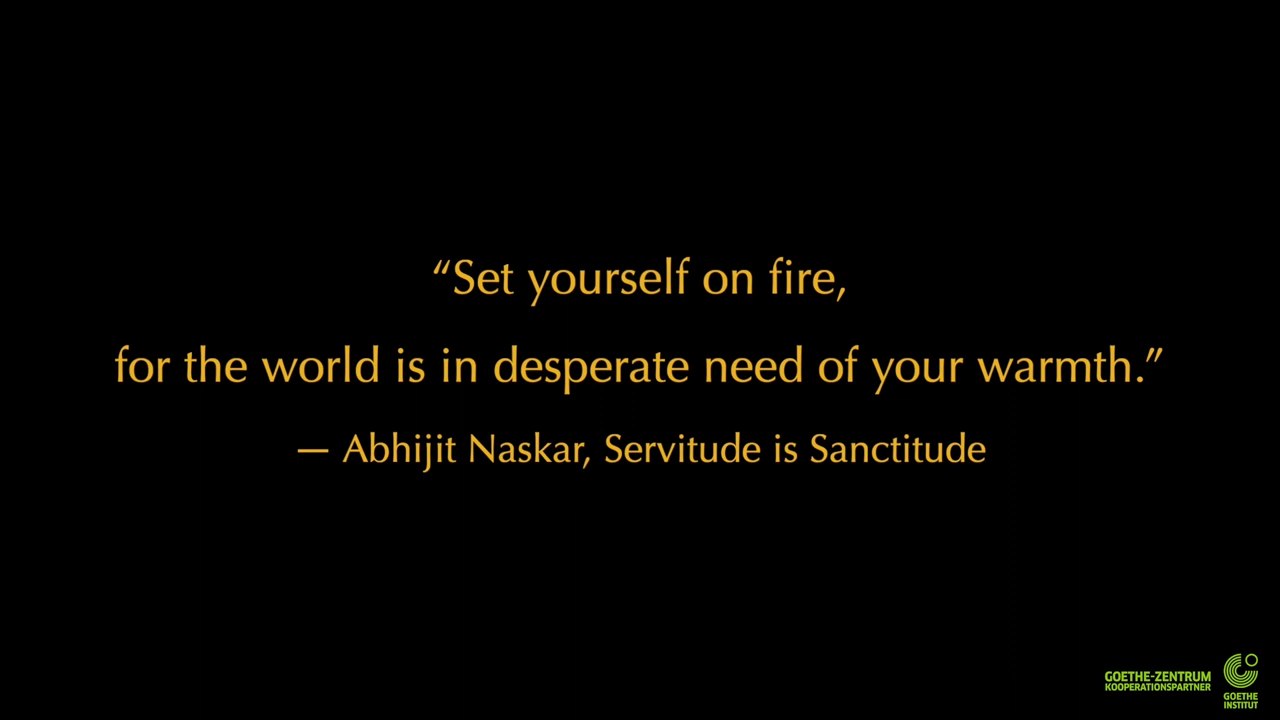 “Set yourself on fire,
for the world is in desperate need of your warmth.”
— Abhijit Naskar, Servitude is Sanctitude
GOETHE-ZENTRUM
KOOPERATIONSPARTNER
GOETHE
INSTITUT